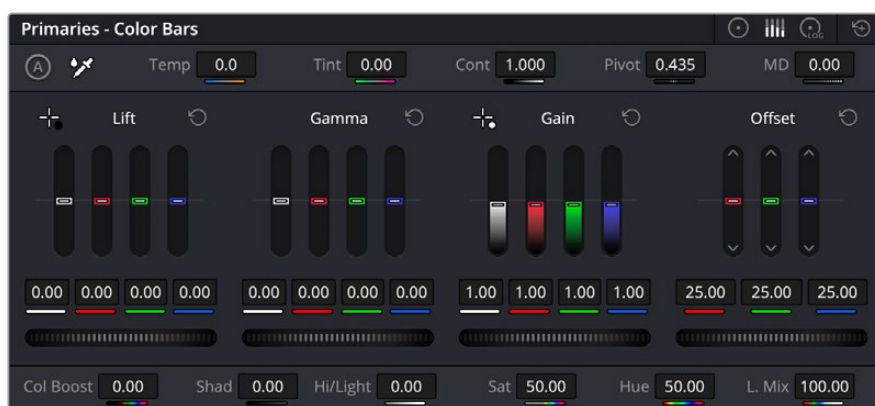 Primaries - Color Bars
LOG
A Temp 0.0 Tint 0.00 Cont 1.000 Pivot 0.435 MD 0.00
Lift Gamma Gain Offset
0.00 0.00 0.00 0.00 0.00 0.00 0.00 0.00 1.00 1.00 1.00 1.00 25.00 25.00 25.00
Col Boost 0.00 Shad 0.00 Hi/Light 0.00 Sat 50.00 Hue 50.00 L. Mix 100.00